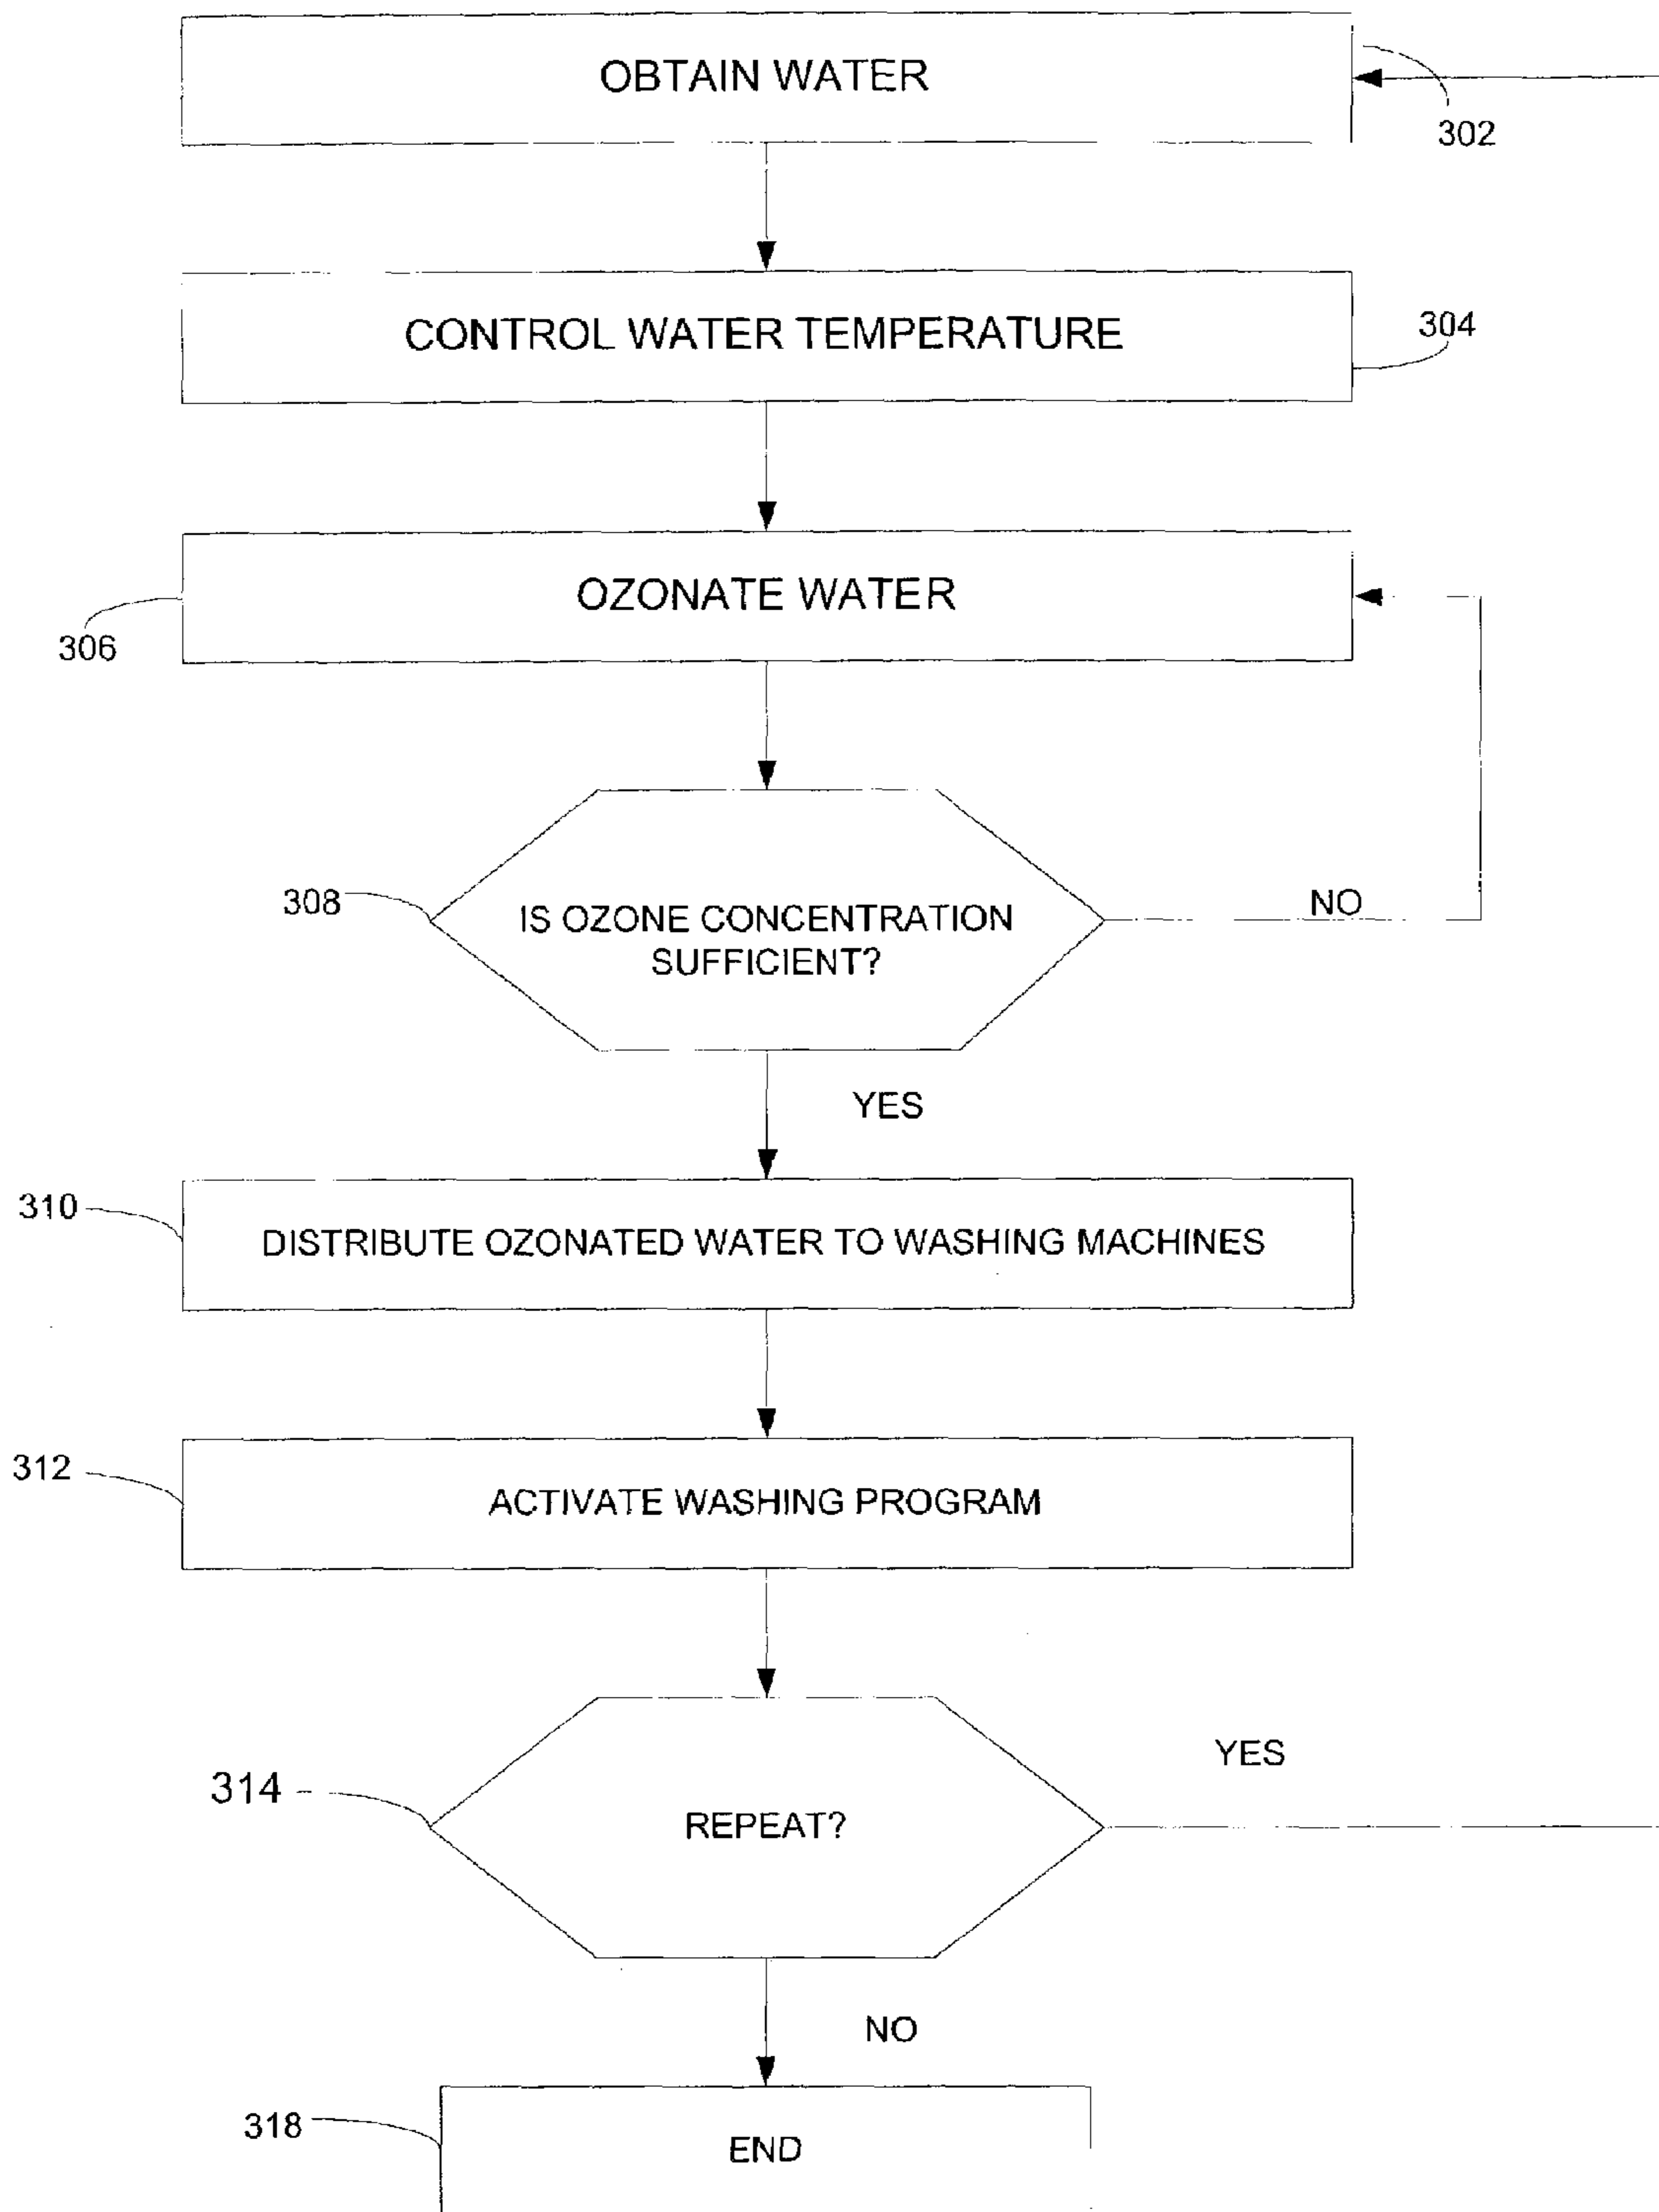 OBTAIN WATER
302
CONTROL WATER TEMPERATURE
304
OZONATE WATER
306
308
IS OZONE CONCENTRATION
SUFFICIENT?
NO
YES
310
DISTRIBUTE OZONATED WATER TO WASHING MACHINES
312
ACTIVATE WASHING PROGRAM
YES
314
REPEAT?
NO
318
END